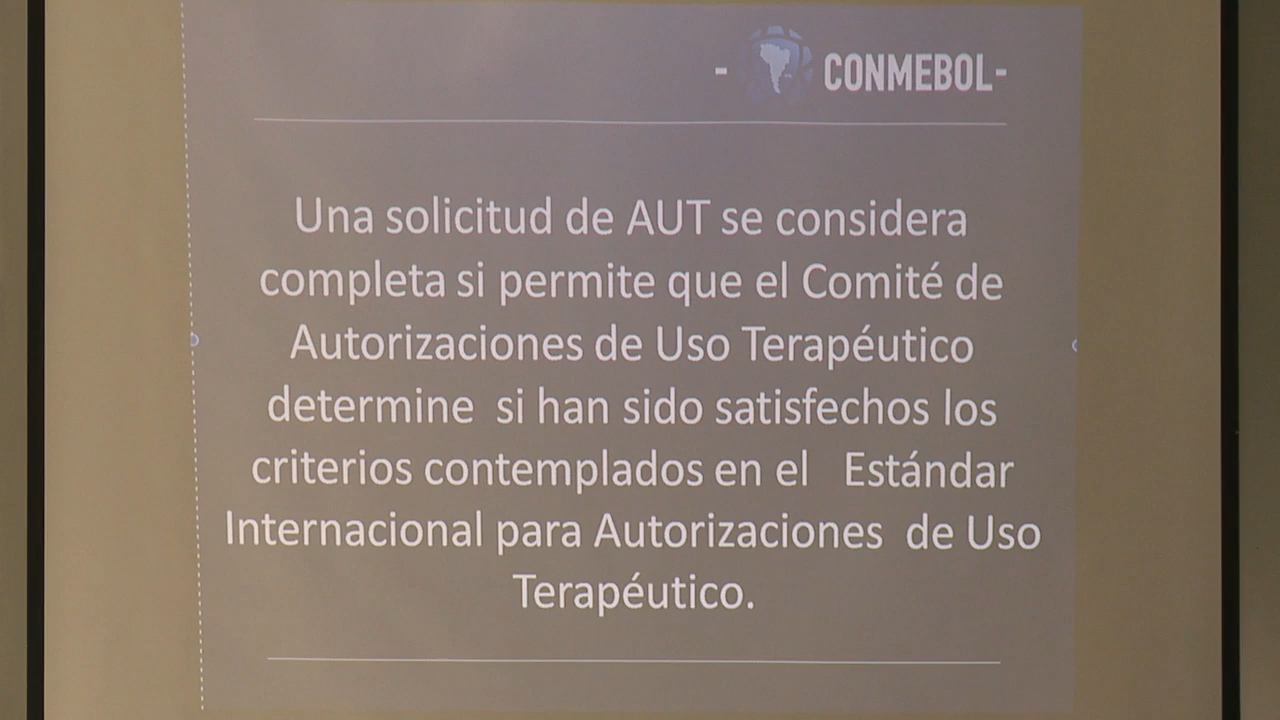 - CONMEBOL-
Una solicitud de AUT se considera
completa si permite que el Comité de
Autorizaciones de Uso Terapéutico
determine si han sido satisfechos los
criterios contemplados en el Estándar
Internacional para Autorizaciones de Uso
Terapéutico.